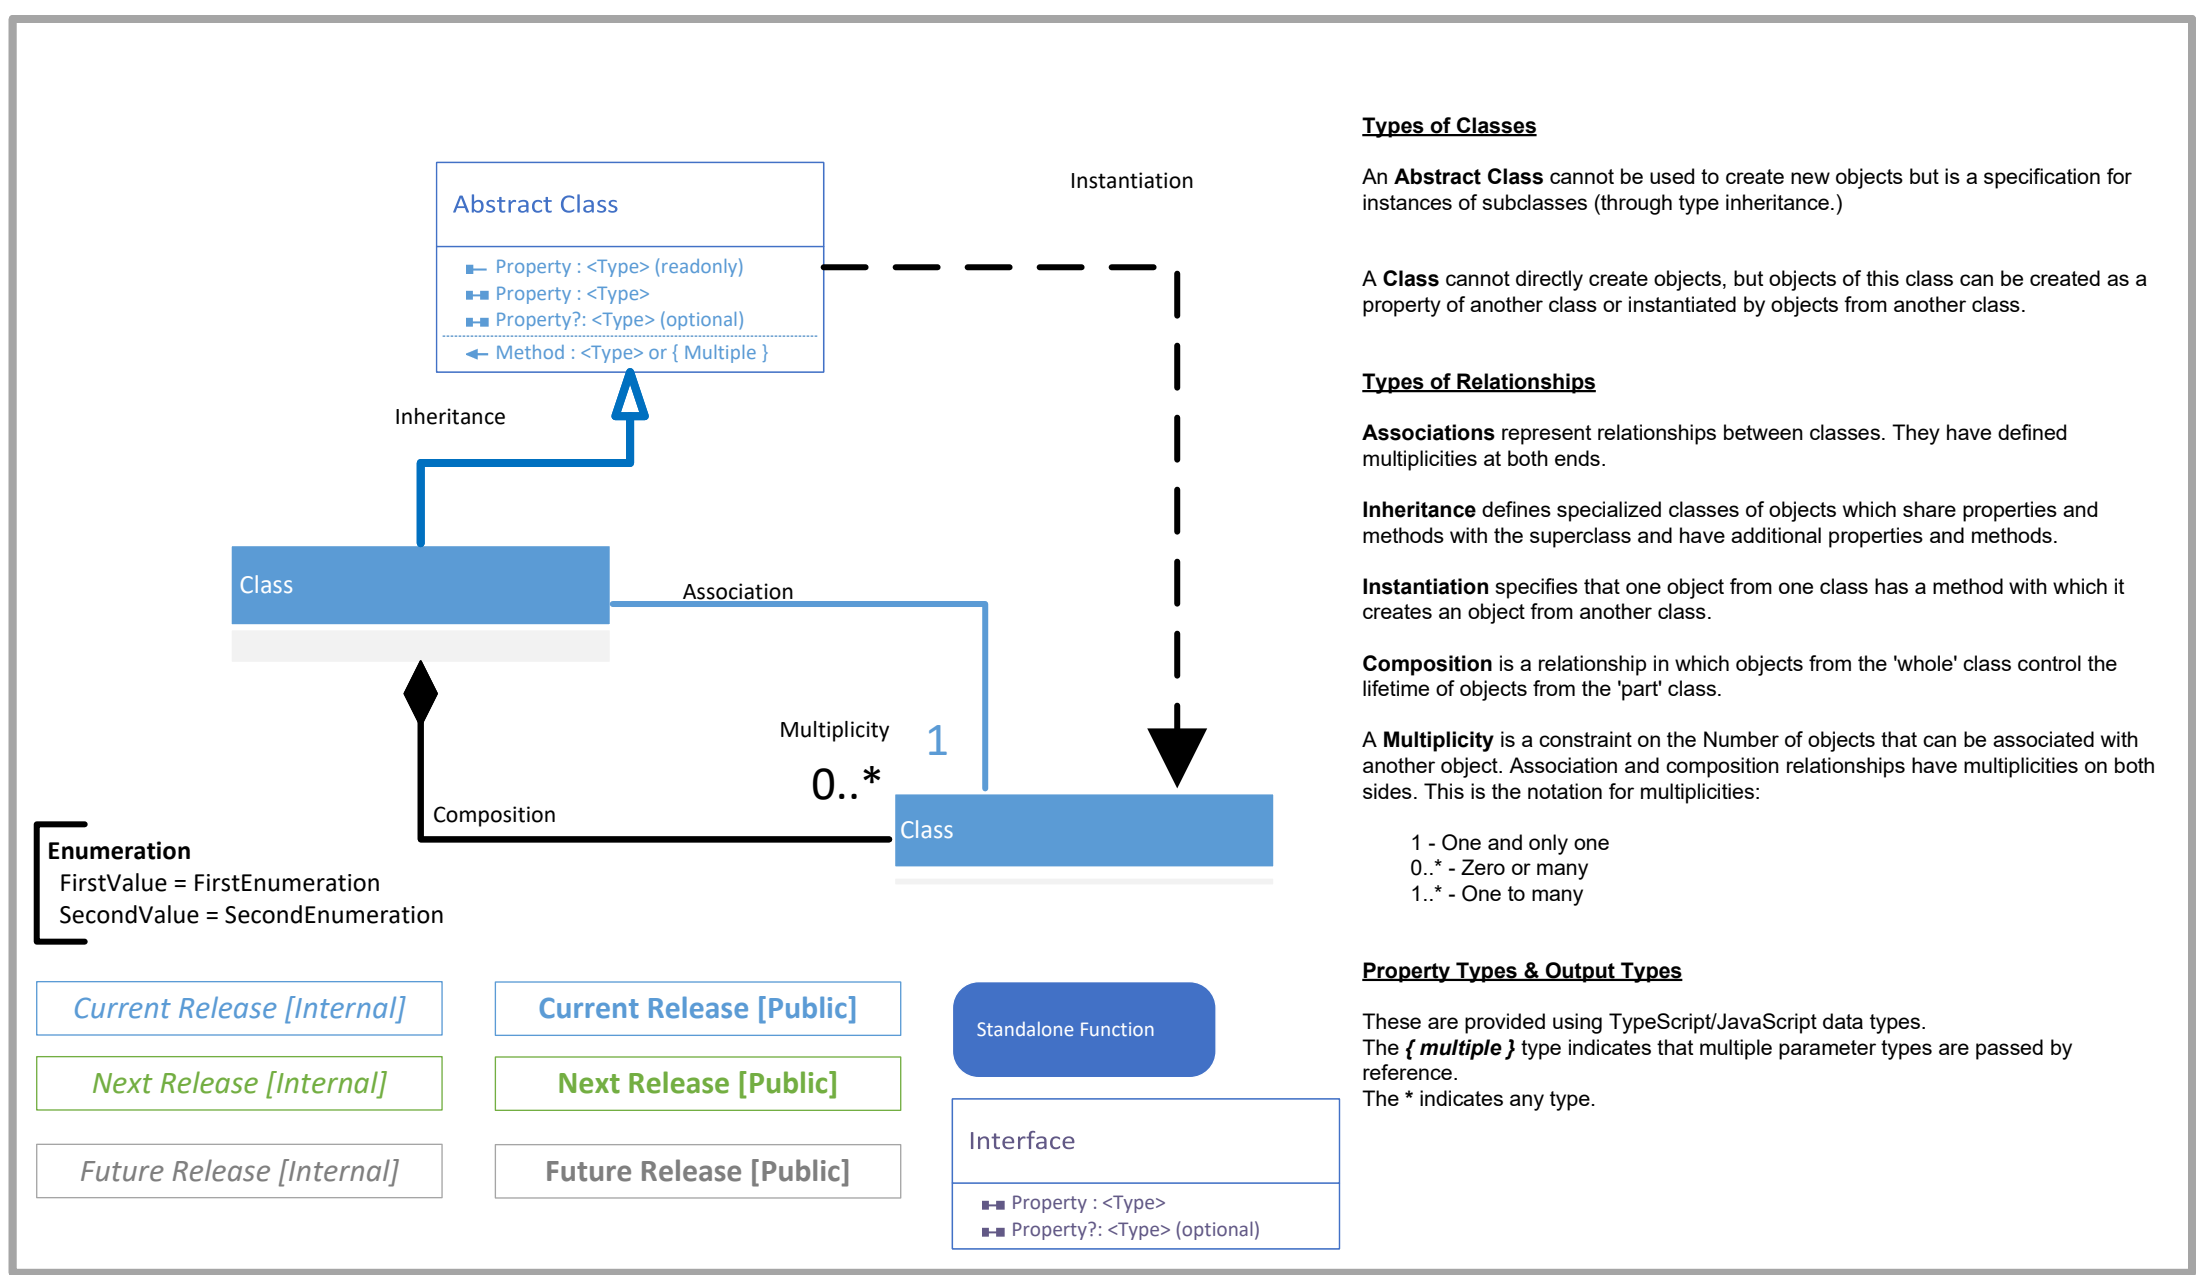 Instantiation
Abstract Class
Property : <Type> (readonly)
Property : <Type>
Property?: <Type> (optional)
Method : <Type> or { Multiple }
Inheritance
Class
Association
Multiplicity
1
0..*
Composition
Class
Enumeration
FirstValue = FirstEnumeration
SecondValue = SecondEnumeration
Current Release [Internal]
Current Release [Public]
Next Release [Internal]
Next Release [Public]
Future Release [Internal]
Future Release [Public]
Standalone Function
Interface
Property : <Type>
Property?: <Type> (optional)
Types of Classes
An Abstract Class cannot be used to create new objects but is a specification for
instances of subclasses (through type inheritance.)
A Class cannot directly create objects, but objects of this class can be created as a
property of another class or instantiated by objects from another class.
Types of Relationships
Associations represent relationships between classes. They have defined
multiplicities at both ends.
Inheritance defines specialized classes of objects which share properties and
methods with the superclass and have additional properties and methods.
Instantiation specifies that one object from one class has a method with which it
creates an object from another class.
Composition is a relationship in which objects from the 'whole' class control the
lifetime of objects from the 'part' class.
A Multiplicity is a constraint on the Number of objects that can be associated with
another object. Association and composition relationships have multiplicities on both
sides. This is the notation for multiplicities:
1 - One and only one
0..* - Zero or many
1..* - One to many
Property Types & Output Types
These are provided using TypeScript/JavaScript data types.
The { multiple } type indicates that multiple parameter types are passed by
reference.
The * indicates any type.